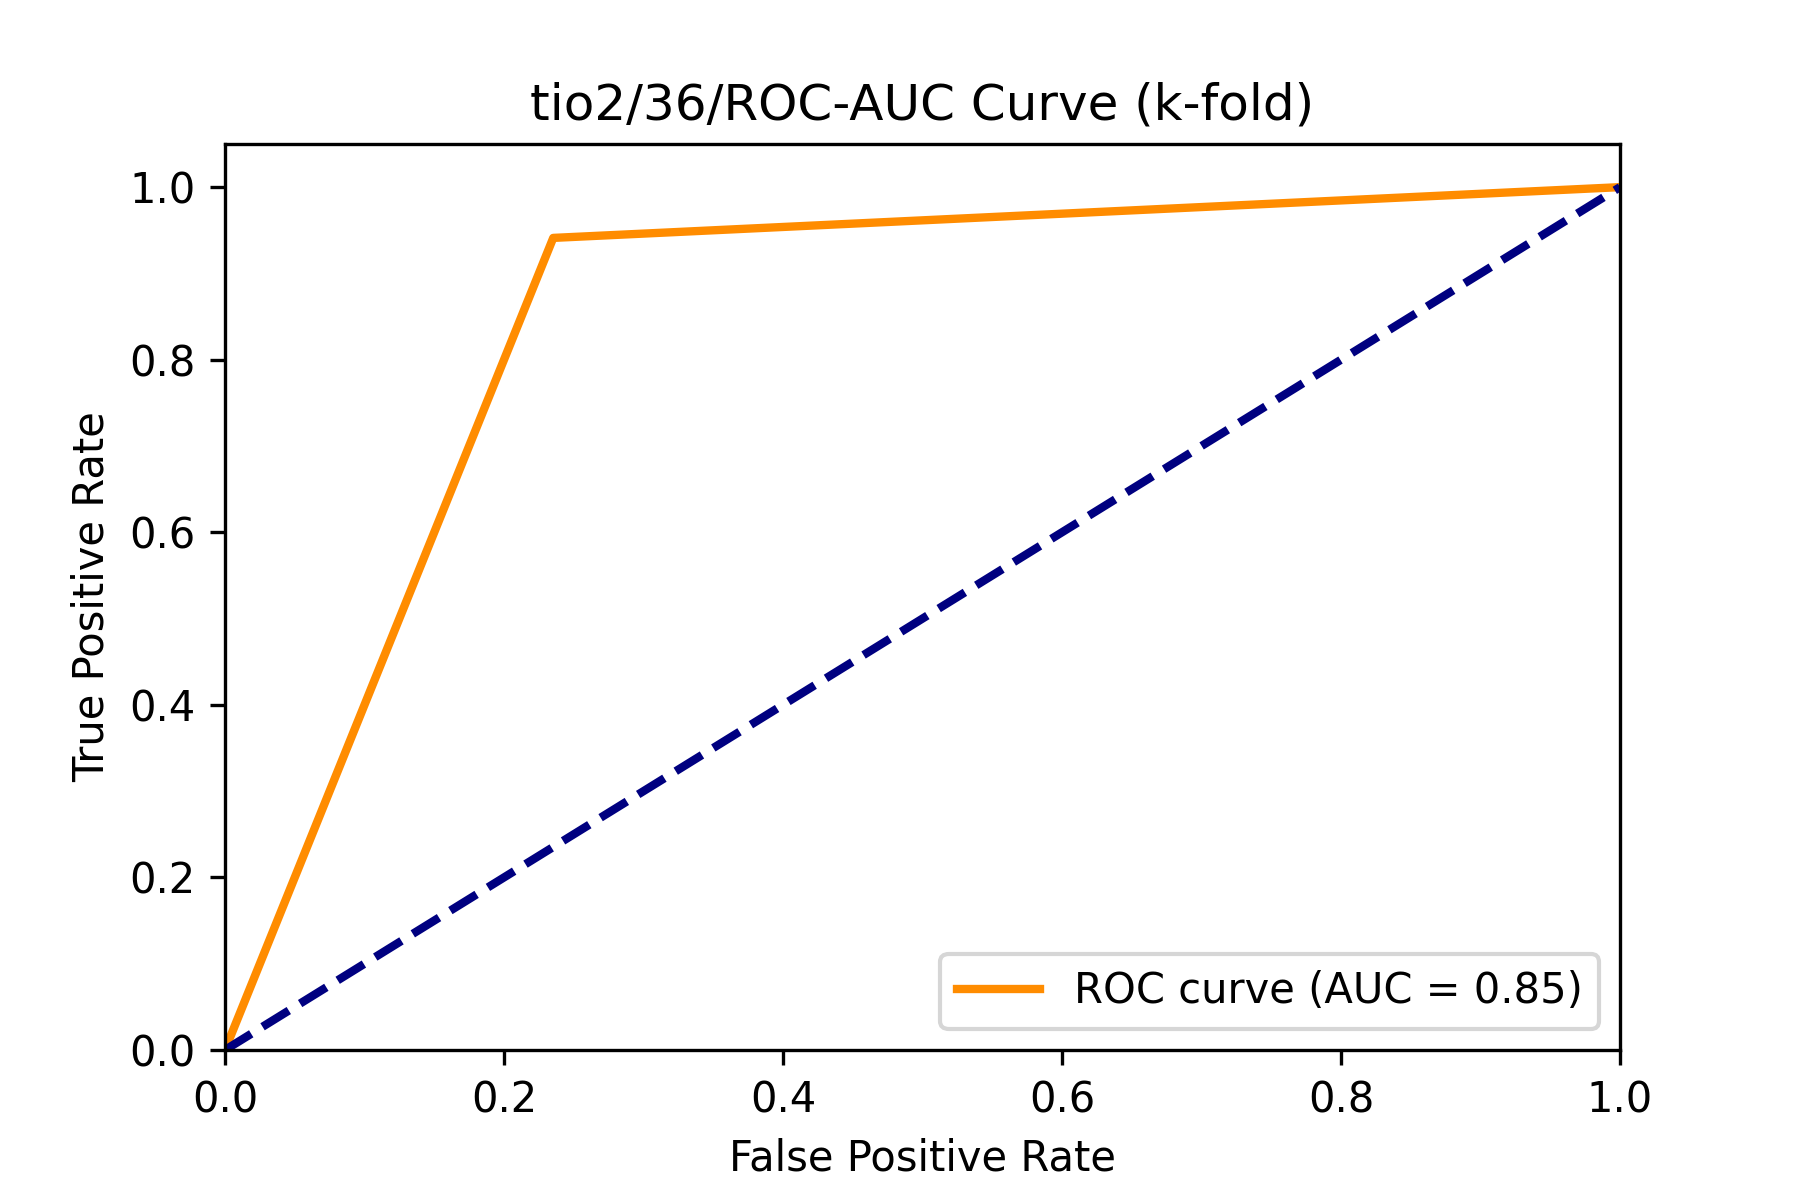 tio2/36/ROC-AUC Curve (k-fold)
True Positive Rate
1.0
0.8
0.6
0.4
0.2
0.0
ROC curve (AUC = 0.85)
0.0 0.2 0.4 0.6 0.8 1.0
False Positive Rate